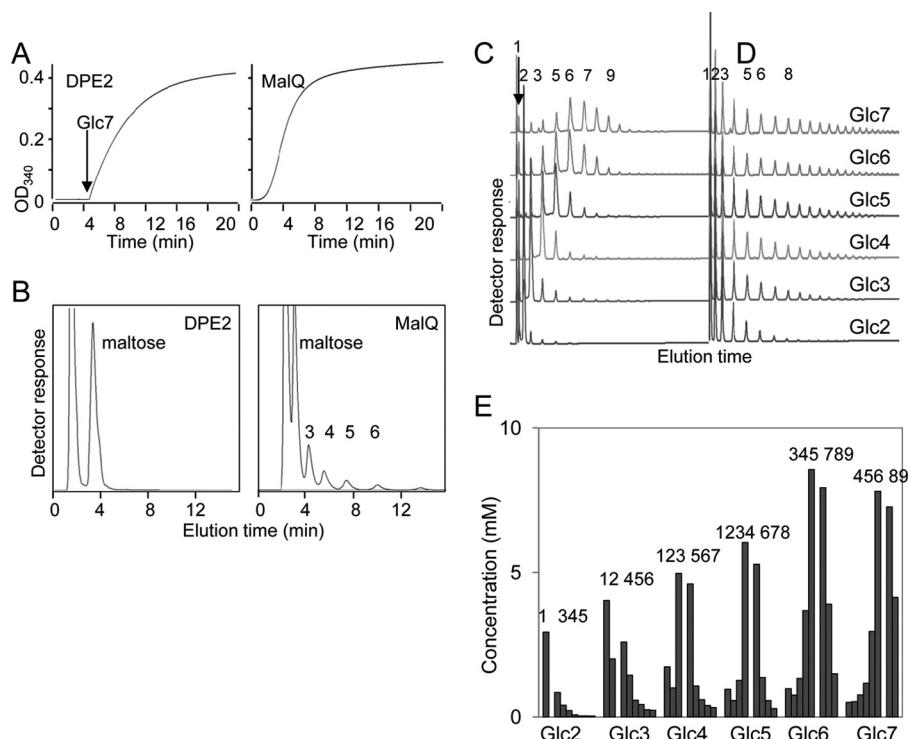 A
DPE2
MalQ
Glc7
0.4
0.2
0
OD340
0 4 8 12 16 20
Time (min)
0 4 8 12 16 20
Time (min)
B
DPE2
maltose
MalQ
maltose
3 4 5 6
Detector response
0 4 8 12
0 4 8 12
Elution time (min)
C
1
2 3 5 6 7 9
D
123 5 6 8
Glc7
Glc6
Glc5
Glc4
Glc3
Glc2
Detector response
Elution time
E
10
5
0
Concentration (mM)
1 345
12 456
123 567
1234 678
345 789
456 89
Glc2 Glc3 Glc4 Glc5 Glc6 Glc7